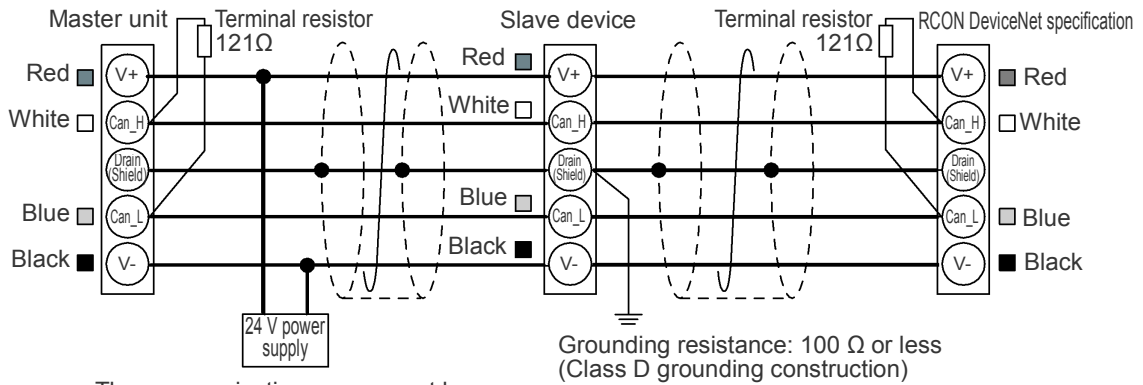 Master unit
Terminal resistor
121Ω
Slave device
Terminal resistor
121Ω
RCON DeviceNet specification
Red
V+
Red
V+
V+
Red
White
Can_H
White
Can_H
Can_H
White
Drain
(Shield)
Drain
(Shield)
Drain
(Shield)
Blue
Can_L
Blue
Can_L
Can_L
Blue
Black
V-
Black
V-
V-
Black
24 V power
supply
Grounding resistance: 100 Ω or less
(Class D grounding construction)